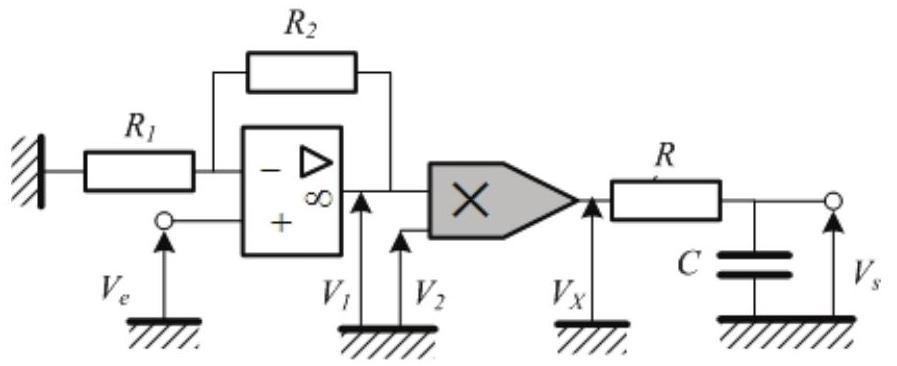 R2
R1
− ▷
∞
+
×
R
C
Ve
V1
V2
VX
Vs